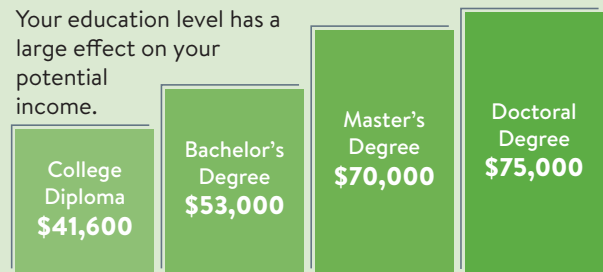 Your education level has a
large effect on your
potential
income.
College
Diploma
$41,600
Bachelor's
Degree
$53,000
Master's
Degree
$70,000
Doctoral
Degree
$75,000